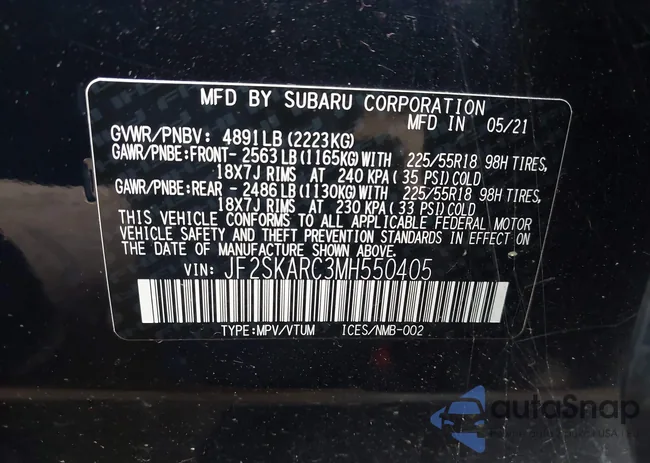 MFD BY SUBARU CORPORATION
MFD IN 05/21
GVWR/PNBV: 4891LB(2223KG)
GAWR/PNBE:FRONT-2563LB(1165KG)WITH 225/55R18 98H TIRES,
18X7J RIMS AT 240 KPA(35 PSI)COLD
GAWR/PNBE:REAR -2486LB(1130KG)WITH 225/55R18 98H TIRES,
18X7J RIMS AT 230 KPA(33 PSI)COLD
THIS VEHICLE CONFORMS TO ALL APPLICABLE FEDERAL MOTOR
VEHICLE SAFETY AND THEFT PREVENTION STANDARDS IN EFFECT ON
THE DATE OF MANUFACTURE SHOWN ABOVE.
VIN: JF2SKARC3MH550405
TYPE:MPV/VTUM ICES/NMB-002
autoSnap